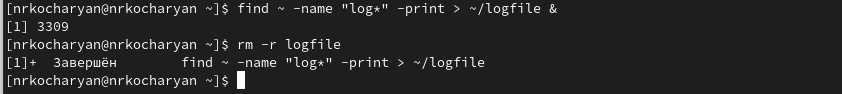 [nrkocharyan@nrkocharyan ~]$ find ~ -name "log*" -print > ~/logfile &
[1] 3309
[nrkocharyan@nrkocharyan ~]$ rm -r logfile
[1]+  Завершён        find ~ -name "log*" -print > ~/logfile
[nrkocharyan@nrkocharyan ~]$